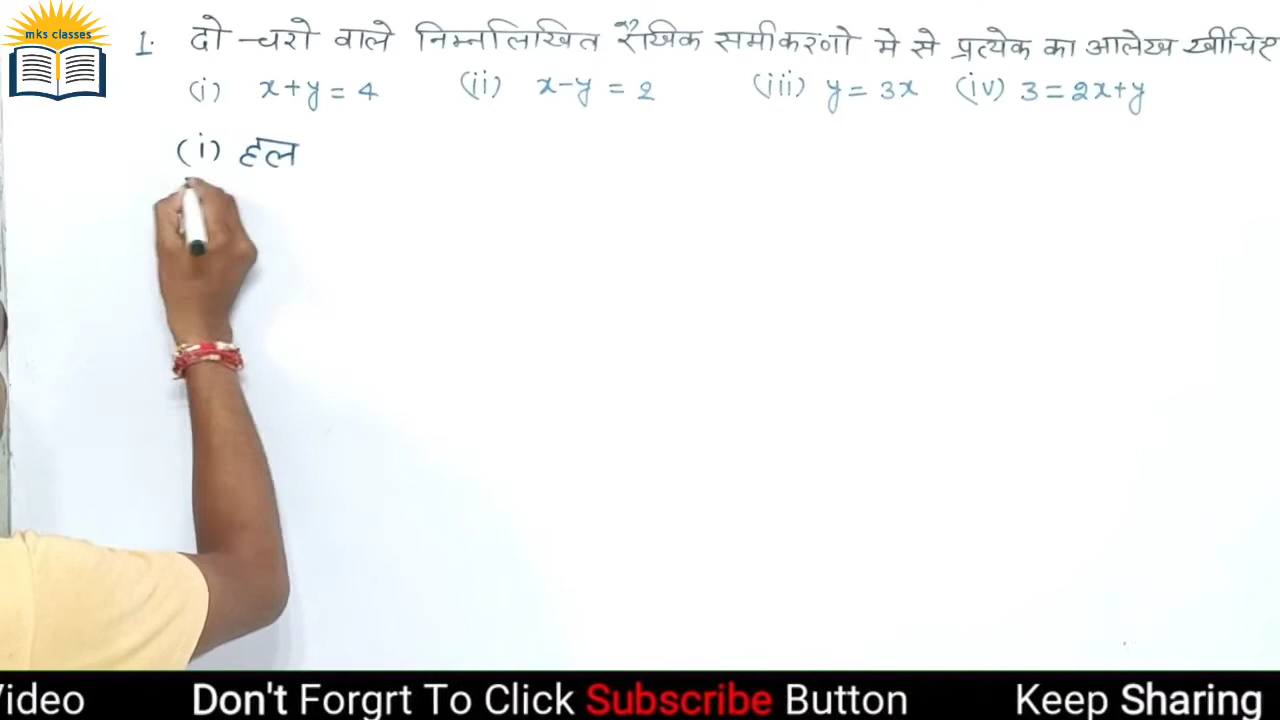 mks classes
1. दो चरो वाले निम्नलिखित रैखिक समीकरणो मे से प्रत्येक का आलेख खीचिए
(i) x+y = 4 (ii) x-y = 2 (iii) y = 3x (iv) 3 = 2x+y
(i) हल
Video Don't Forgrt To Click Subscribe Button Keep Sharing